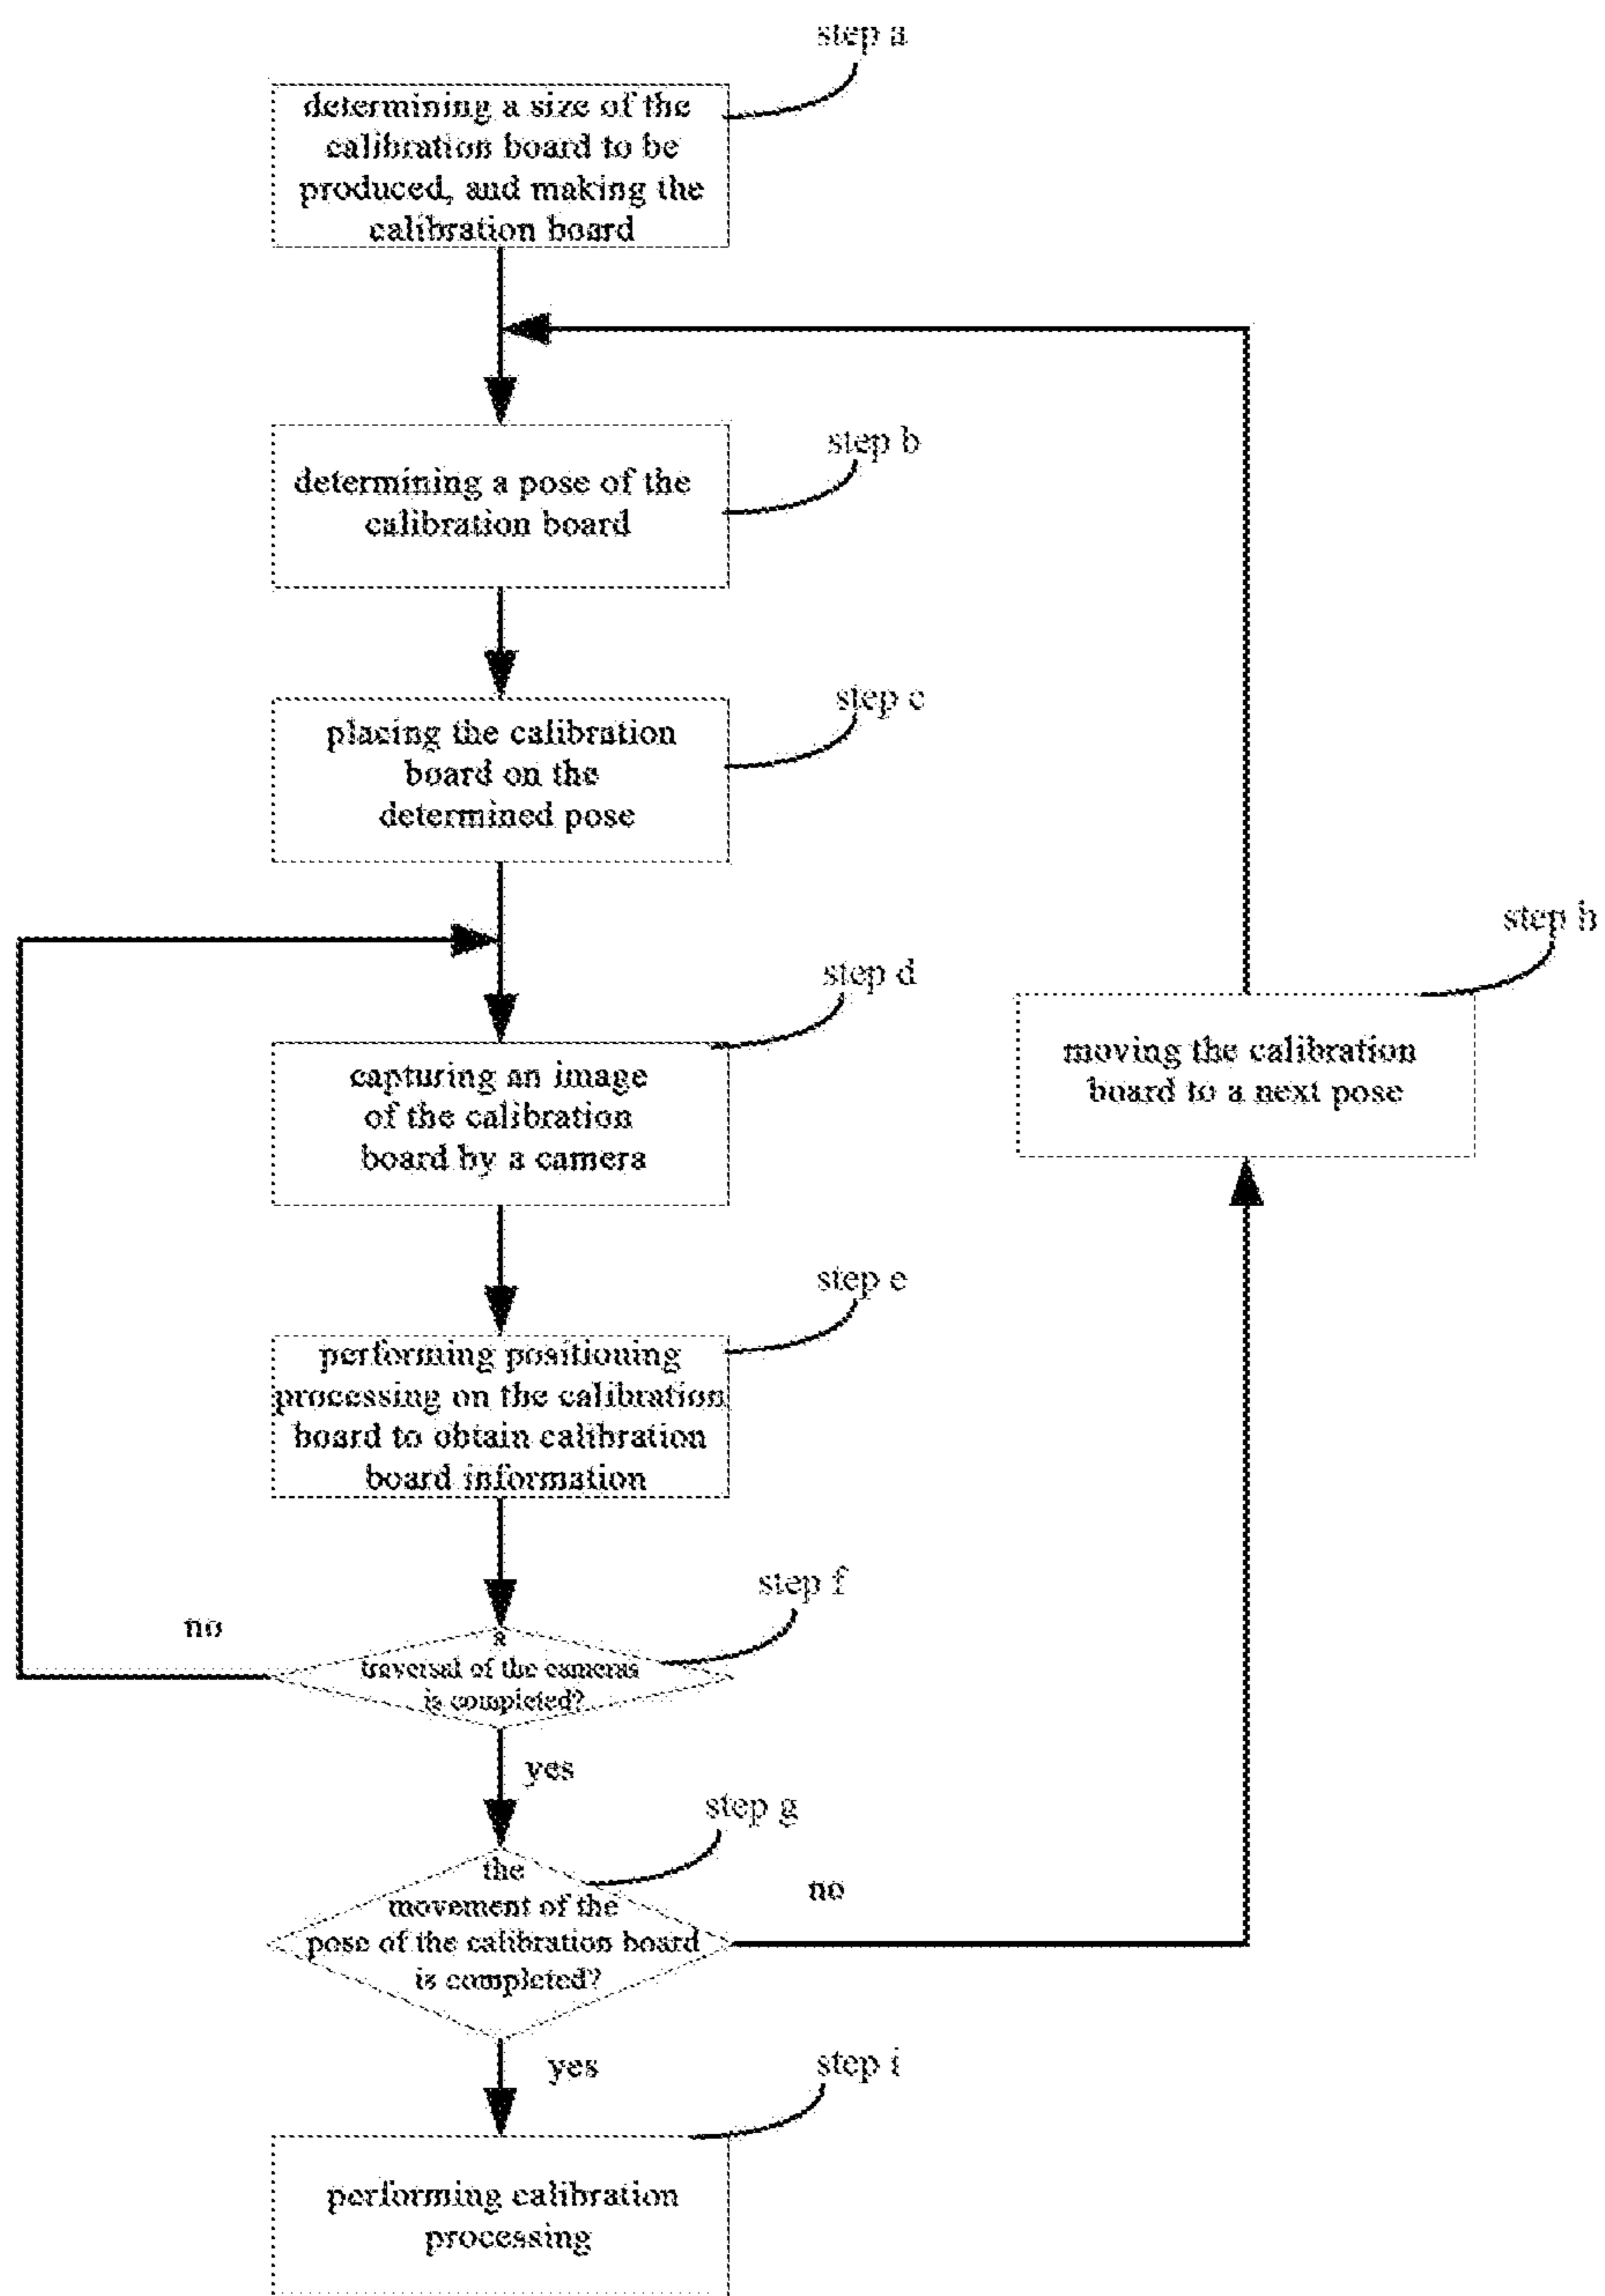 step a
determining a size of the
calibration board to be
produced, and making the
calibration board
step b
determining a pose of the
calibration board
step c
placing the calibration
board on the
determined pose
step d
capturing an image
of the calibration
board by a camera
step h
moving the calibration
board to a next pose
step e
performing positioning
processing on the calibration
board to obtain calibration
board information
step f
no
a
traversal of the cameras
is completed?
yes
step g
the
movement of the
pose of the calibration board
is completed?
no
yes
step i
performing calibration
processing